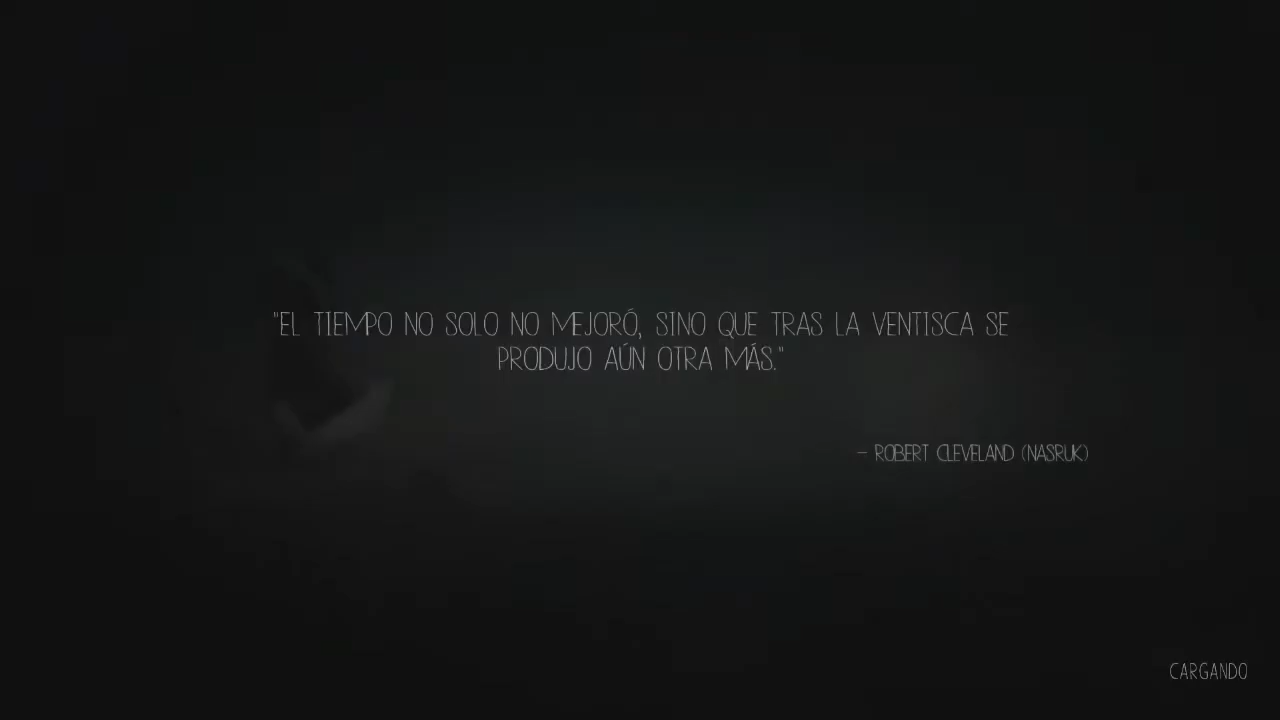 "EL TIEMPO NO SOLO NO MEJORÓ, SINO QUE TRAS LA VENTISCA SE
PRODUJO AÚN OTRA MÁS."
– ROBERT CLEVELAND (NASRUK)
CARGANDO